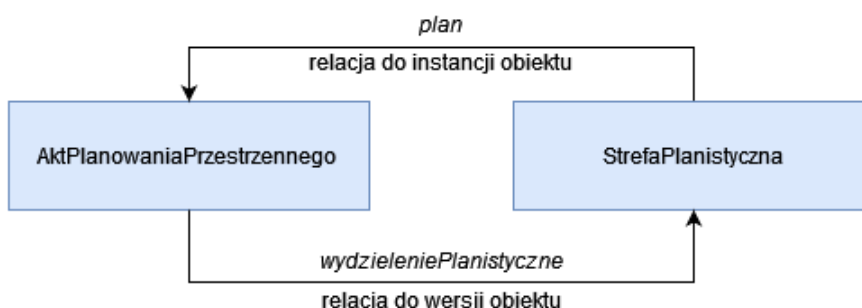 plan
relacja do instancji obiektu
AktPlanowaniaPrzestrzennego
StrefaPlanistyczna
wydzieleniePlanistyczne
relacja do wersji obiektu